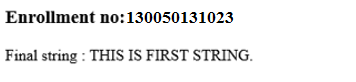 Enrollment no:130050131023
Final string : THIS IS FIRST STRING.